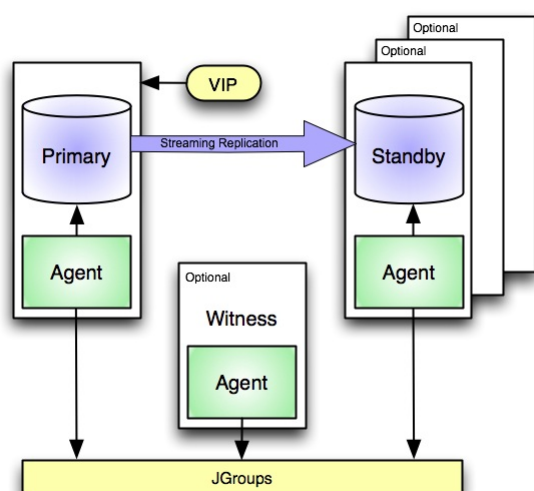 Optional
Optional
VIP
Streaming Replication
Primary
Standby
Agent
Agent
Optional
Witness
Agent
JGroups